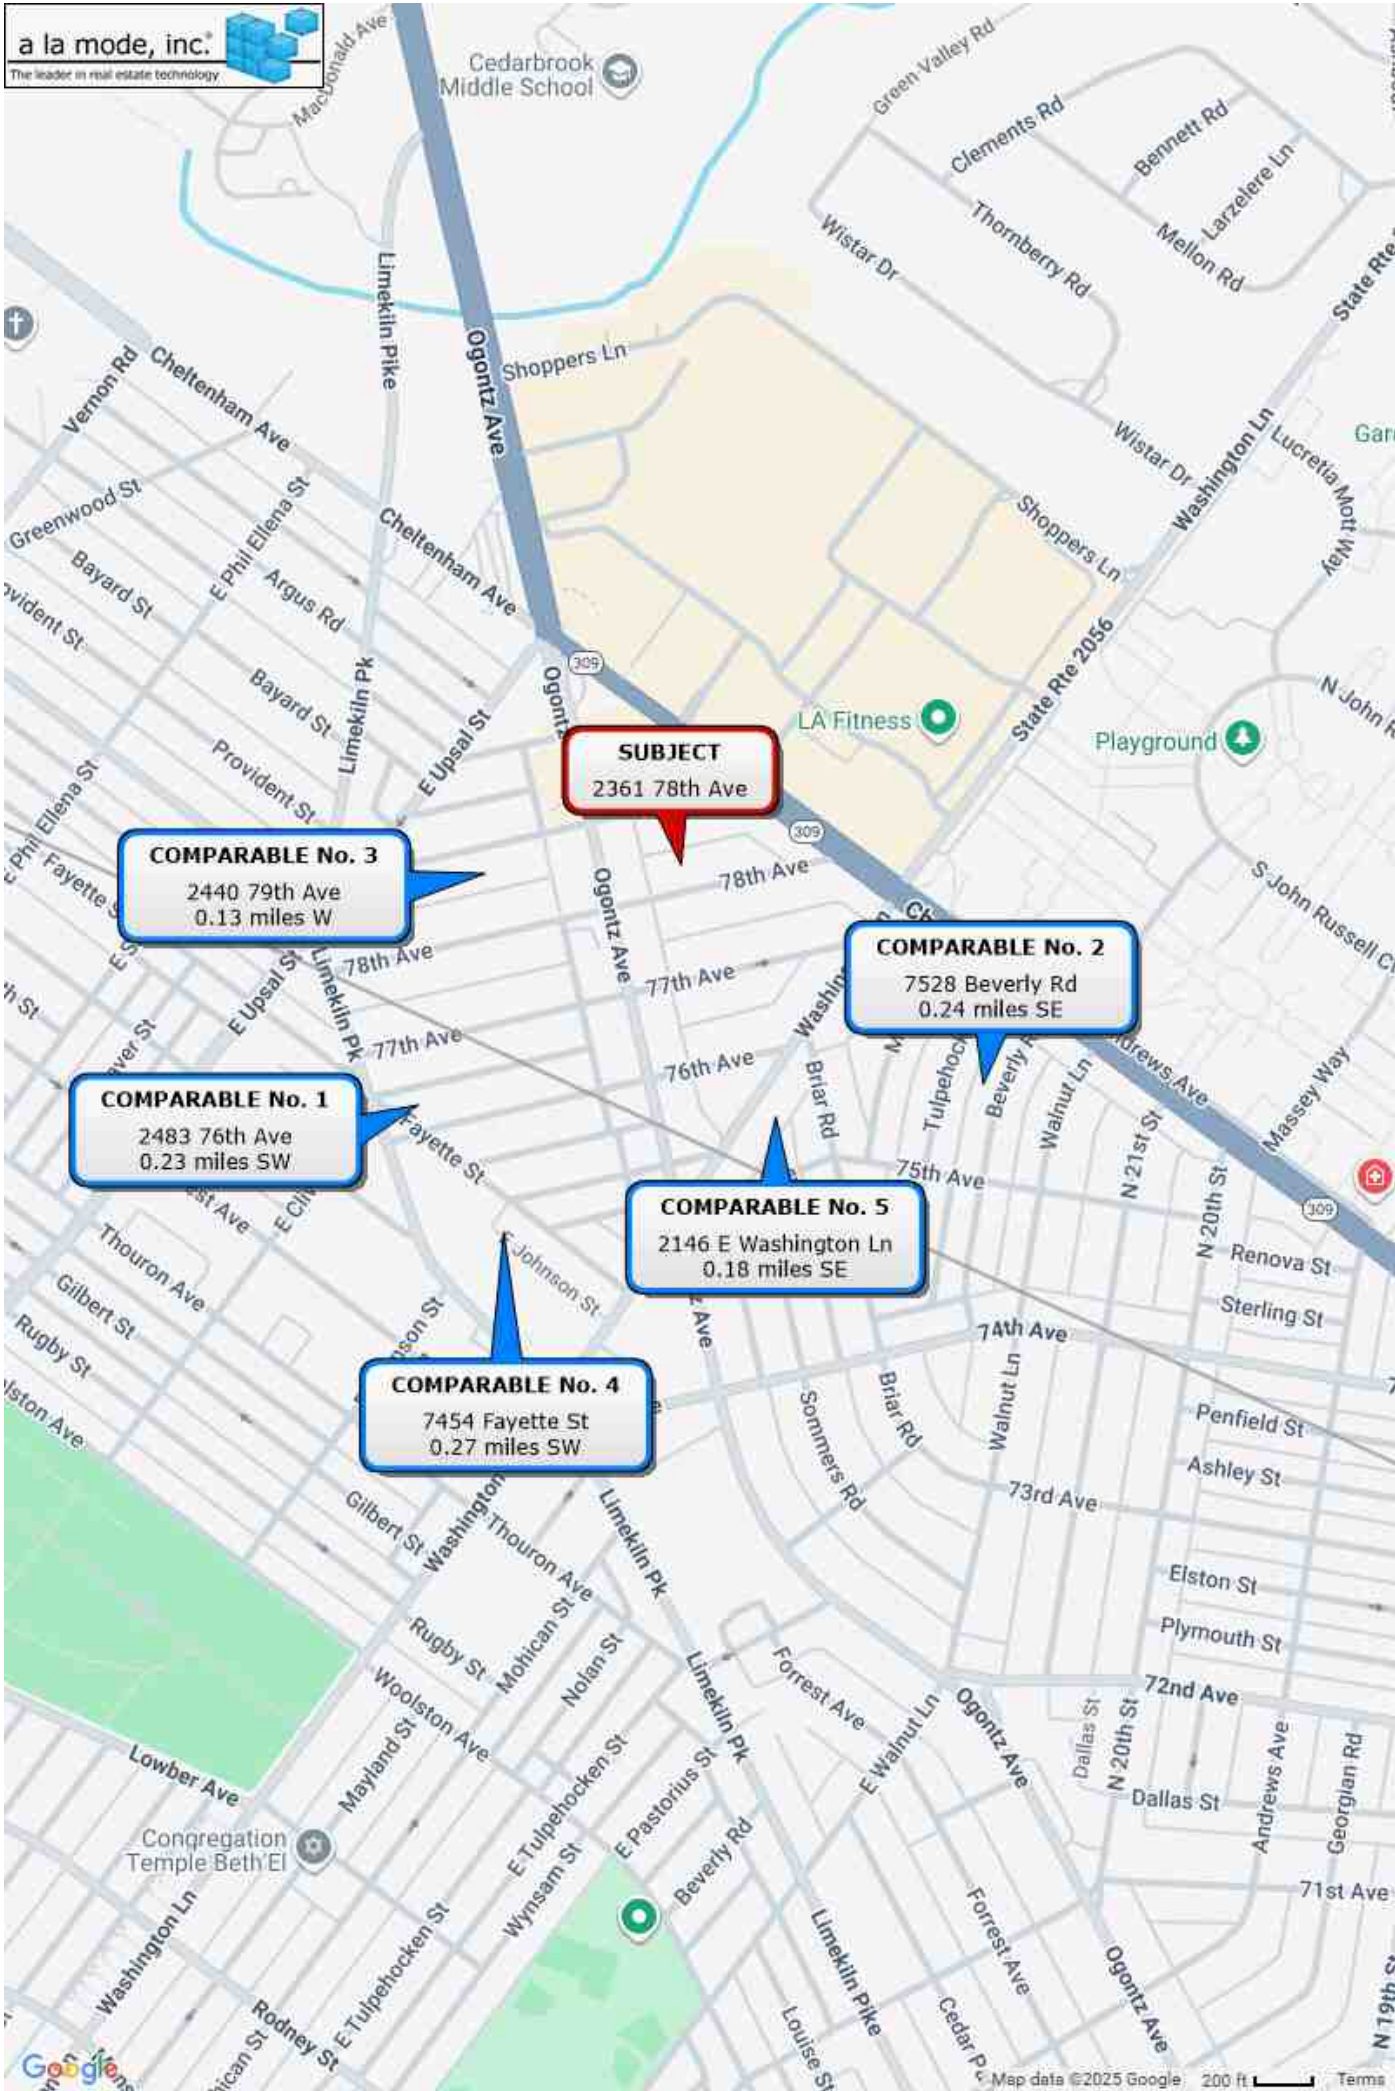 a la mode, inc.
The leader in real estate technology
MacDonald Ave
Cedarbrook
Middle School
Green Valley Rd
Clements Rd
Bennett Rd
Larzelere Ln
Thornberry Rd
Mellon Rd
Wistar Dr
State Rte
Limekiln Pike
Ogontz Ave
Shoppers Ln
Vernon Rd
Cheltenham Ave
Wistar Dr
Washington Ln
Lucretia Mott Way
Greenwood St
E Phil Ellena St
Cheltenham Ave
Shoppers Ln
Bayard St
Argus Rd
Provident St
Bayard St
Limekiln Pk
309
State Rte 2056
E Upsal St
LA Fitness
Playground
SUBJECT
2361 78th Ave
Provident St
E Phil Ellena St
309
COMPARABLE No. 3
2440 79th Ave
0.13 miles W
Fayette
78th Ave
Ogontz Ave
S John Russell
COMPARABLE No. 2
7528 Beverly Rd
0.24 miles SE
78th Ave
77th Ave
E Upsal St
Limekiln Pk
77th Ave
76th Ave
Briar Rd
Tulpehock
Beverly
Walnut Ln
Andrews Ave
Massey Way
COMPARABLE No. 1
2483 76th Ave
0.23 miles SW
Fayette St
75th Ave
N 21st St
N 20th St
309
COMPARABLE No. 5
2146 E Washington Ln
0.18 miles SE
Thouron Ave
E Johnson St
Renova St
Gilbert St
Sterling St
Rugby St
74th Ave
COMPARABLE No. 4
7454 Fayette St
0.27 miles SW
Walnut Ln
Briar Rd
Sommers Rd
Penfield St
Ashley St
73rd Ave
Gilbert St
Washington
Thouron Ave
Limekiln Pk
Elston St
Plymouth St
Rugby St
Mohican St
Nolan St
Woolston Ave
Limekiln Pk
Forrest Ave
E Walnut Ln
Ogontz Ave
72nd Ave
Dallas St
N 20th St
Lowber Ave
Mayland St
Dallas St
Andrews Ave
Georgian Rd
Congregation
Temple Beth'El
E Tulpehocken St
E Pastorius St
Wynsam St
Beverly Rd
71st Ave
Washington Ln
E Tulpehocken St
Limekiln Pike
Forrest Ave
Ogontz Ave
Rodney St
Louise St
N 19th St
Google
Map data ©2025 Google
200 ft
Terms